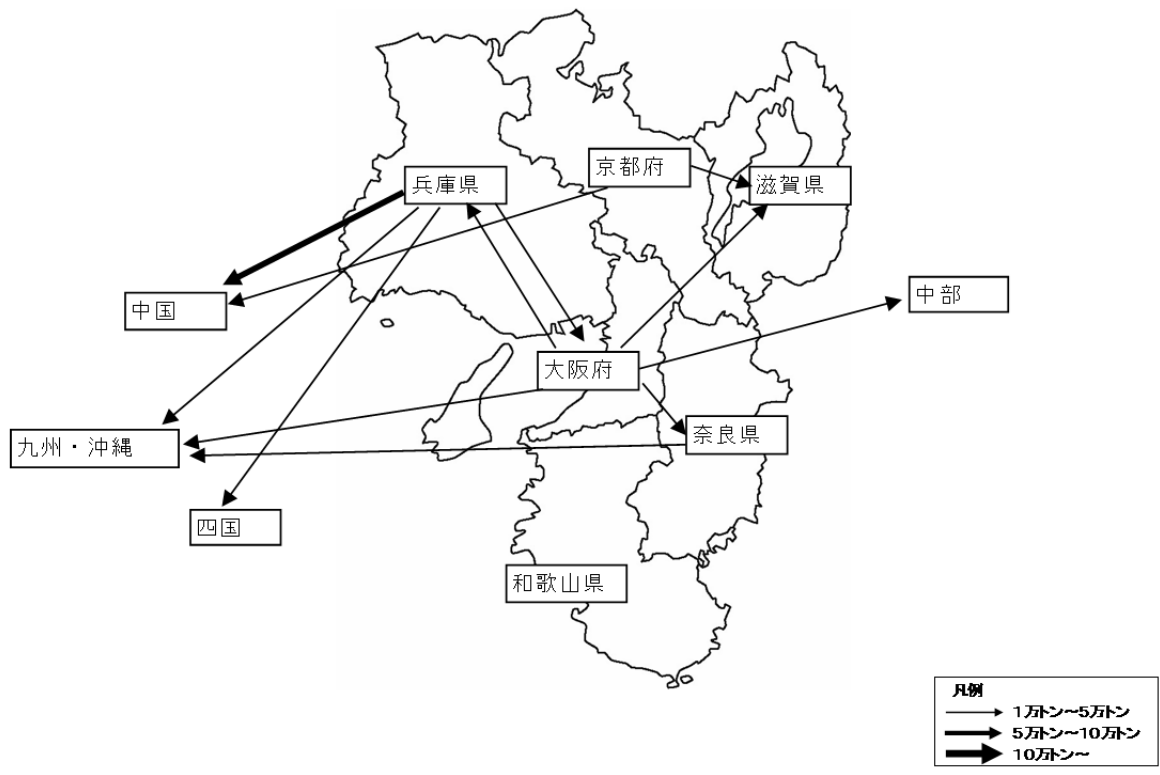 京都府
兵庫県
滋賀県
中国
中部
大阪府
九州・沖縄
奈良県
四国
和歌山県
凡例
1万トン～5万トン
5万トン～10万トン
10万トン～